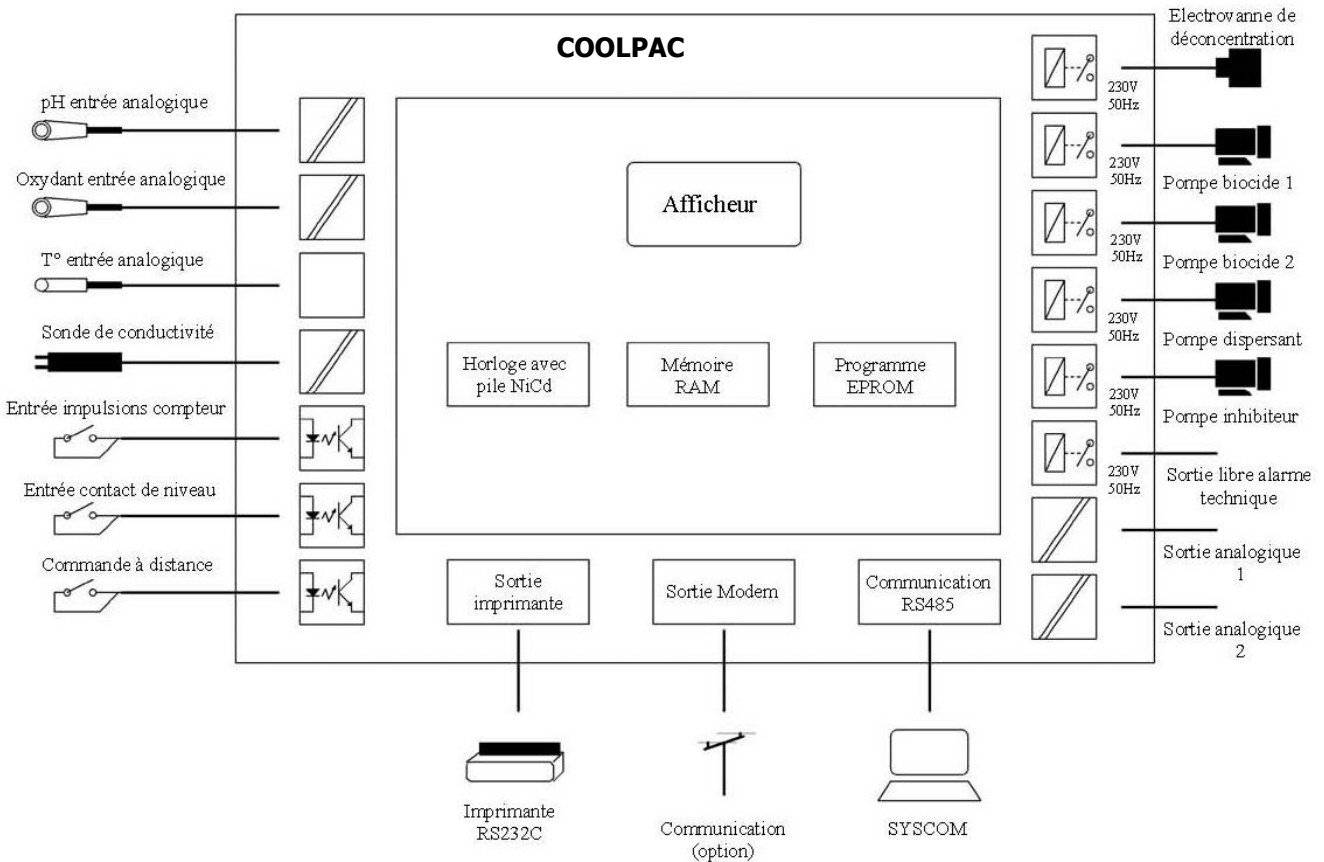 COOLPAC
pH entrée analogique
Oxydant entrée analogique
T° entrée analogique
Sonde de conductivité
Entrée impulsions compteur
Entrée contact de niveau
Commande à distance
Afficheur
Horloge avec
pile NiCd
Mémoire
RAM
Programme
EPROM
Sortie
imprimante
Sortie Modem
Communication
RS485
Electrovanne de
déconcentration
230V
50Hz
Pompe biocide 1
230V
50Hz
Pompe biocide 2
230V
50Hz
Pompe dispersant
230V
50Hz
Pompe inhibiteur
230V
50Hz
Sortie libre alarme
technique
230V
50Hz
Sortie analogique
1
Sortie analogique
2
Imprimante
RS232C
Communication
(option)
SYSCOM